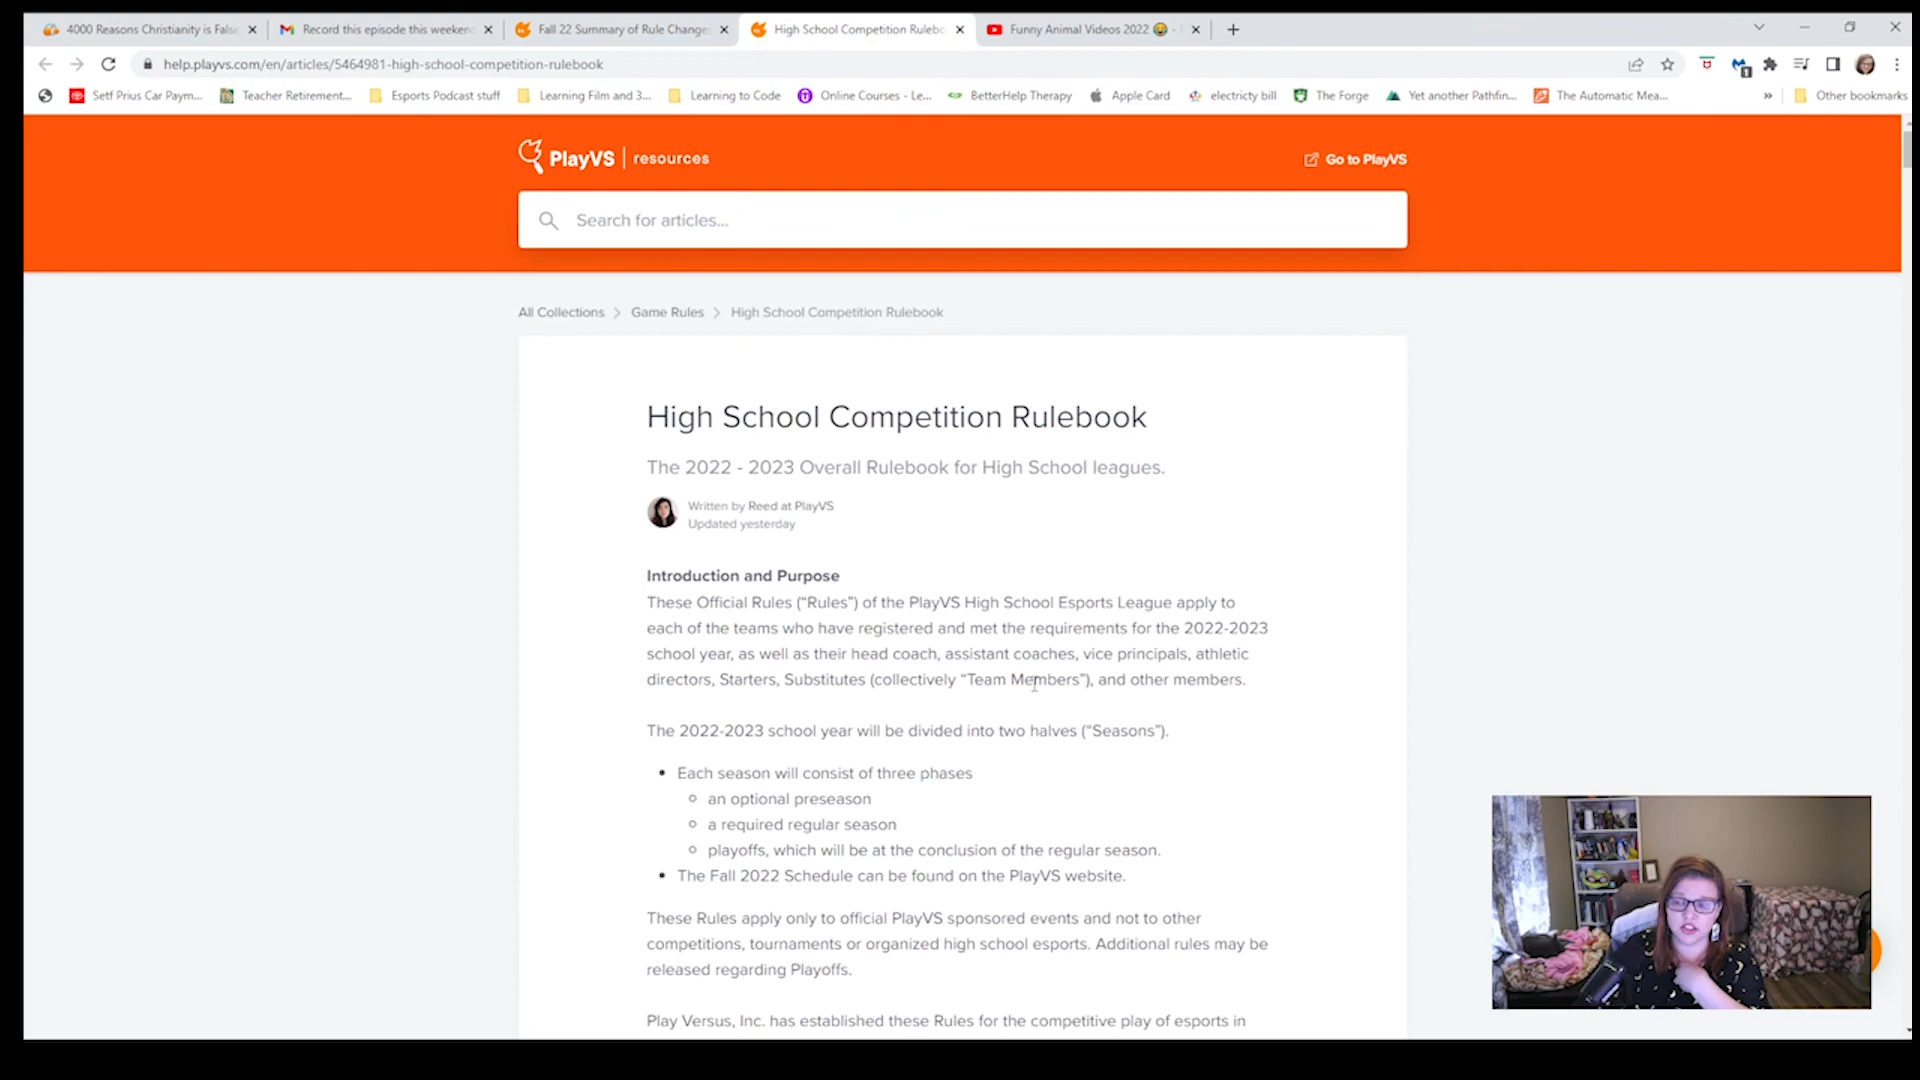 4000 Reasons Christianity is False
Record this episode this weekend
Fall 22 Summary of Rule Changes
High School Competition Rulebo
Funny Animal Videos 2022 😂 -
help.playvs.com/en/articles/5464981-high-school-competition-rulebook
Setf Prius Car Paym...
Teacher Retirement...
Esports Podcast stuff
Learning Film and 3...
Learning to Code
Online Courses - Le...
BetterHelp Therapy
Apple Card
electricty bill
The Forge
Yet another Pathfin...
The Automatic Mea...
»
Other bookmarks
PlayVS | resources
Go to PlayVS
Search for articles...
All Collections > Game Rules > High School Competition Rulebook
High School Competition Rulebook
The 2022 - 2023 Overall Rulebook for High School leagues.
Written by Reed at PlayVS
Updated yesterday
Introduction and Purpose
These Official Rules (“Rules”) of the PlayVS High School Esports League apply to
each of the teams who have registered and met the requirements for the 2022-2023
school year, as well as their head coach, assistant coaches, vice principals, athletic
directors, Starters, Substitutes (collectively “Team Members”), and other members.
The 2022-2023 school year will be divided into two halves (“Seasons”).
• Each season will consist of three phases
○ an optional preseason
○ a required regular season
○ playoffs, which will be at the conclusion of the regular season.
• The Fall 2022 Schedule can be found on the PlayVS website.
These Rules apply only to official PlayVS sponsored events and not to other
competitions, tournaments or organized high school esports. Additional rules may be
released regarding Playoffs.
Play Versus, Inc. has established these Rules for the competitive play of esports in